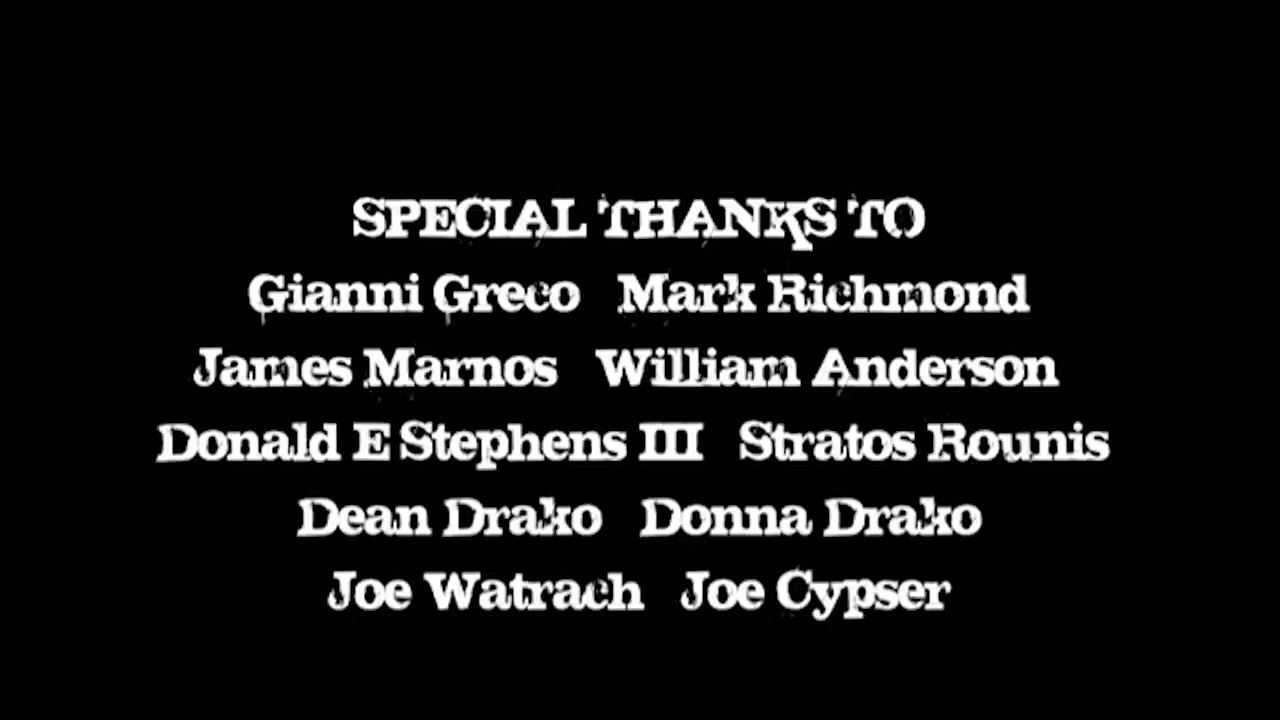 SPECIAL THANKS TO
Gianni Greco Mark Richmond
James Marnos William Anderson
Donald E Stephens III Stratos Rounis
Dean Drako Donna Drako
Joe Watrach Joe Cypser